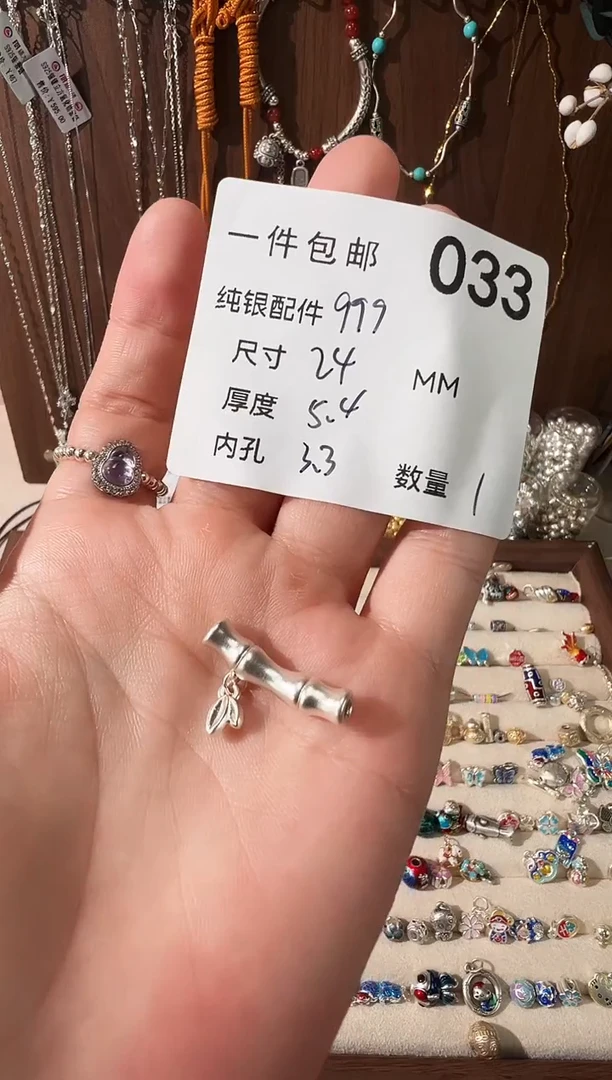 一件包邮
033
纯银配件 999
尺寸 24 MM
厚度 5.4
内孔 3.3 数量 1